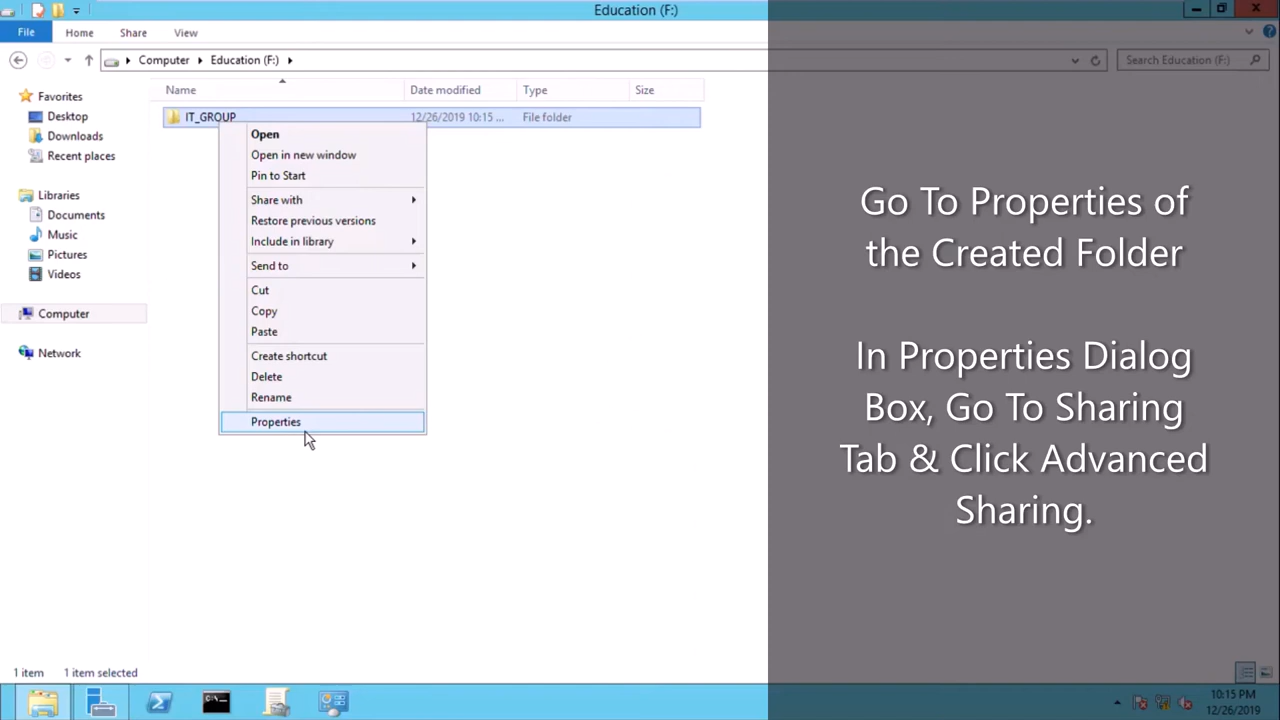 Education (F:)
File Home Share View
Computer Education (F:) Search Education (F:)
Name Date modified Type Size
Favorites
Desktop
Downloads
Recent places
Libraries
Documents
Music
Pictures
Videos
Computer
Network
IT_GROUP 12/26/2019 10:15 ... File folder
Open
Open in new window
Pin to Start
Share with
Restore previous versions
Include in library
Send to
Cut
Copy
Paste
Create shortcut
Delete
Rename
Properties
Go To Properties of
the Created Folder
In Properties Dialog
Box, Go To Sharing
Tab & Click Advanced
Sharing.
1 item 1 item selected
10:15 PM
12/26/2019